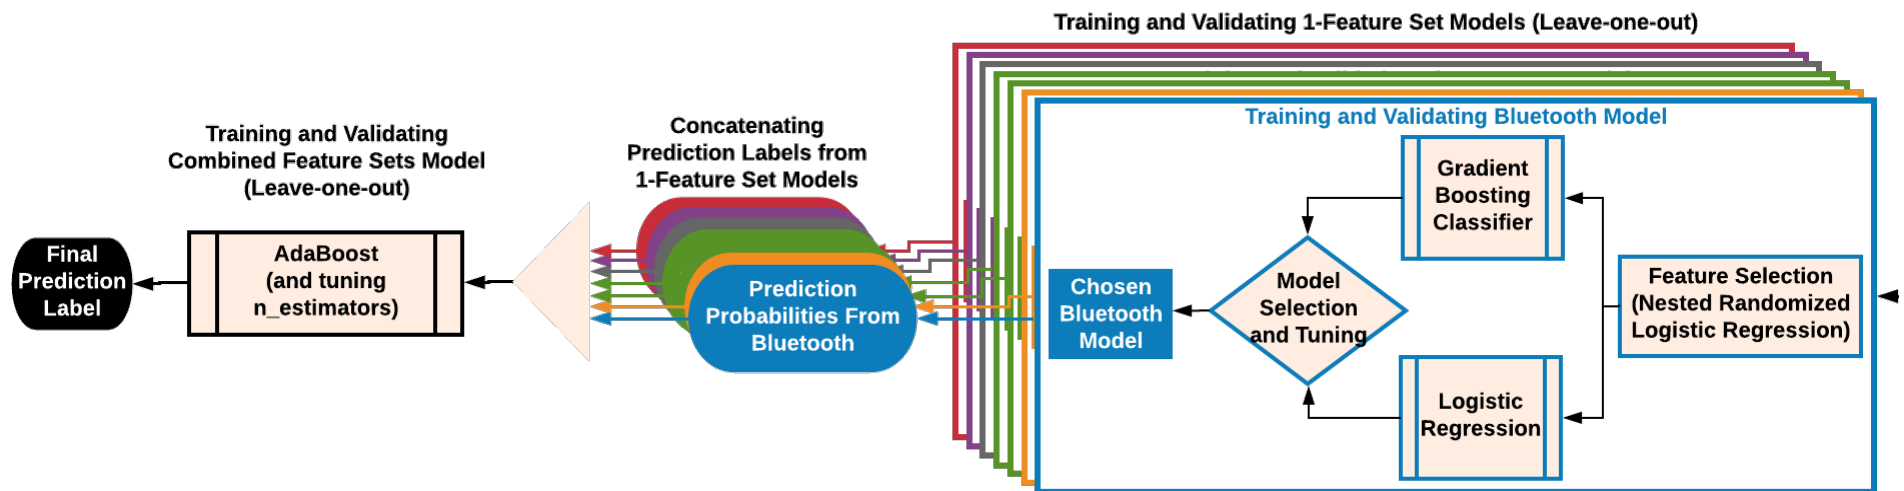 Training and Validating 1-Feature Set Models (Leave-one-out)
Training and Validating Bluetooth Model
Gradient
Boosting
Classifier
Feature Selection
(Nested Randomized
Logistic Regression)
Model
Selection
and Tuning
Logistic
Regression
Chosen
Bluetooth
Model
Concatenating
Prediction Labels from
1-Feature Set Models
Prediction
Probabilities From
Bluetooth
Training and Validating
Combined Feature Sets Model
(Leave-one-out)
AdaBoost
(and tuning
n_estimators)
Final
Prediction
Label